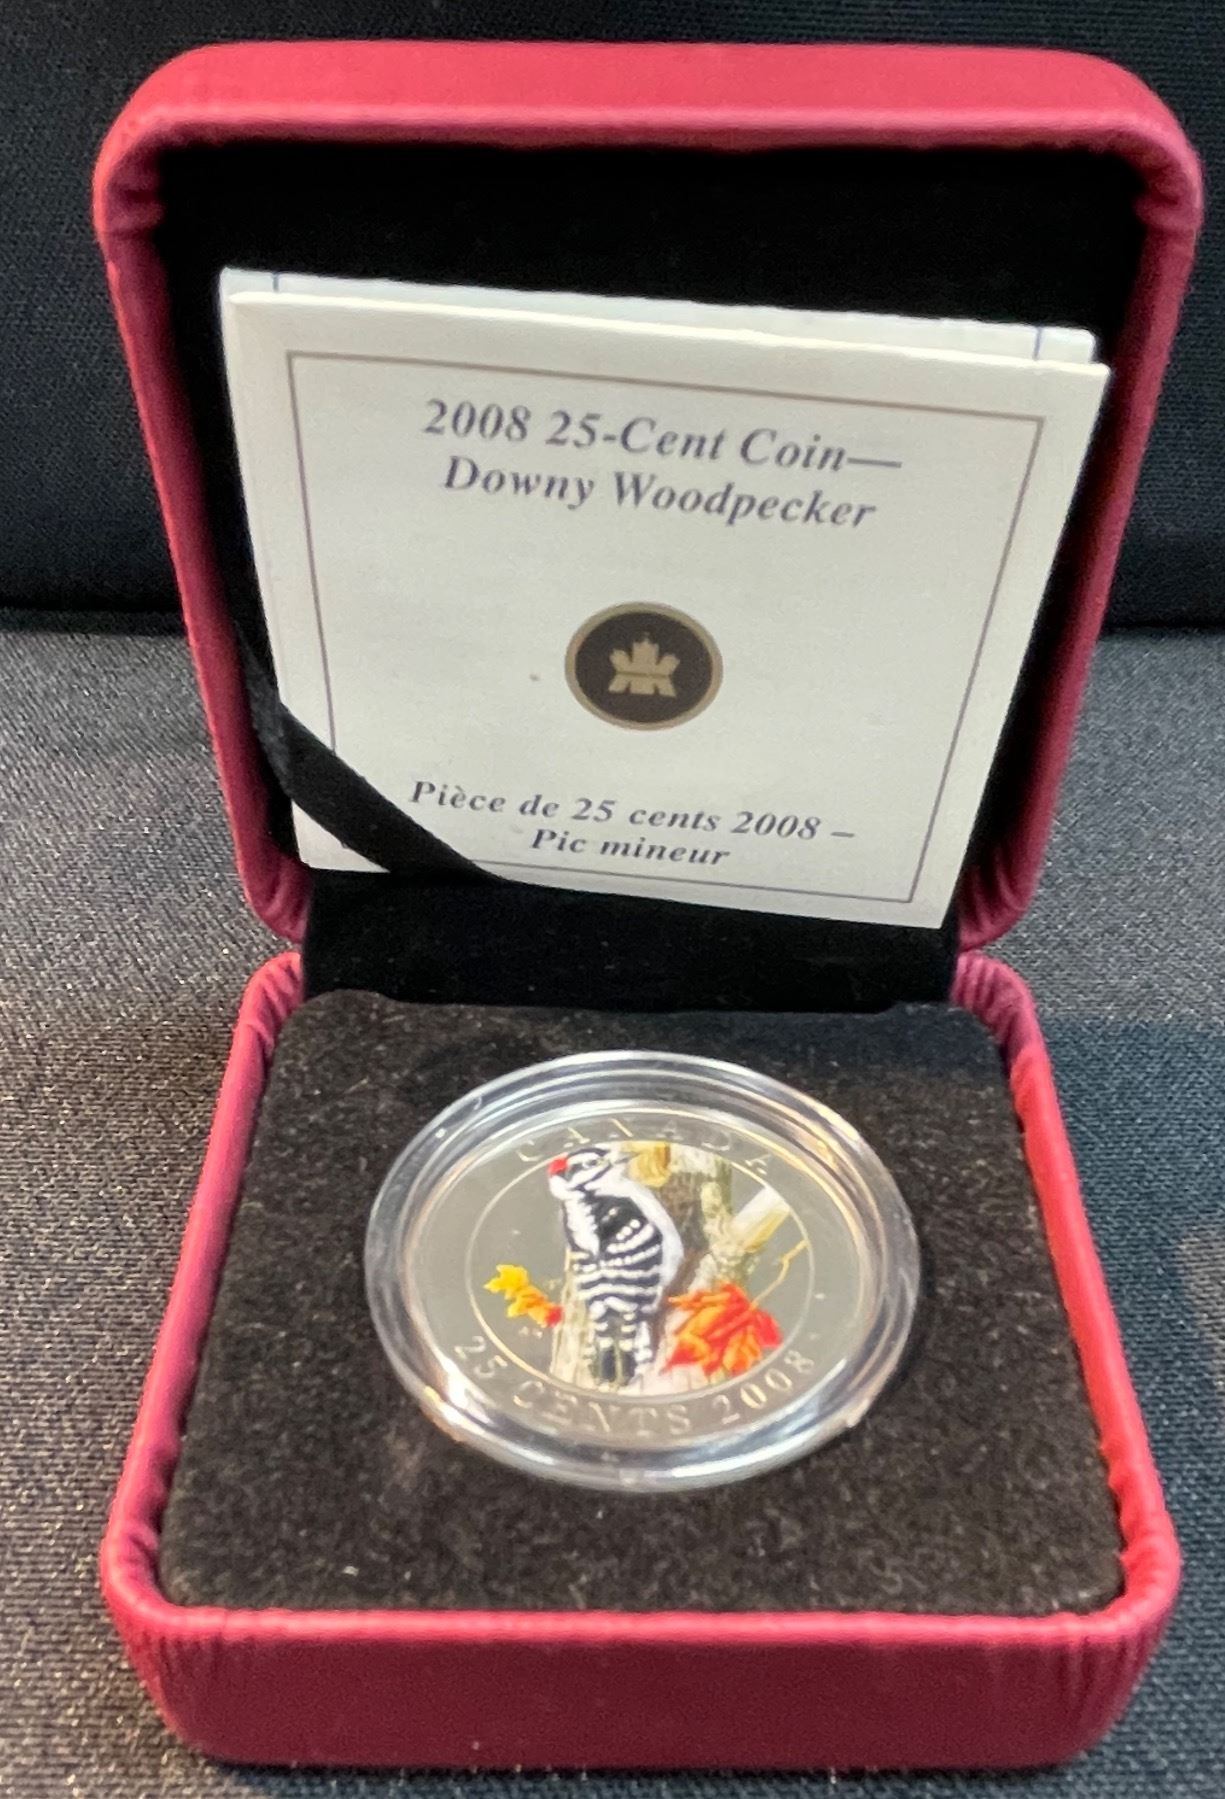 2008 25-Cent Coin—
Downy Woodpecker
Pièce de 25 cents 2008 –
Pic mineur
CANADA
25 CENTS 2008